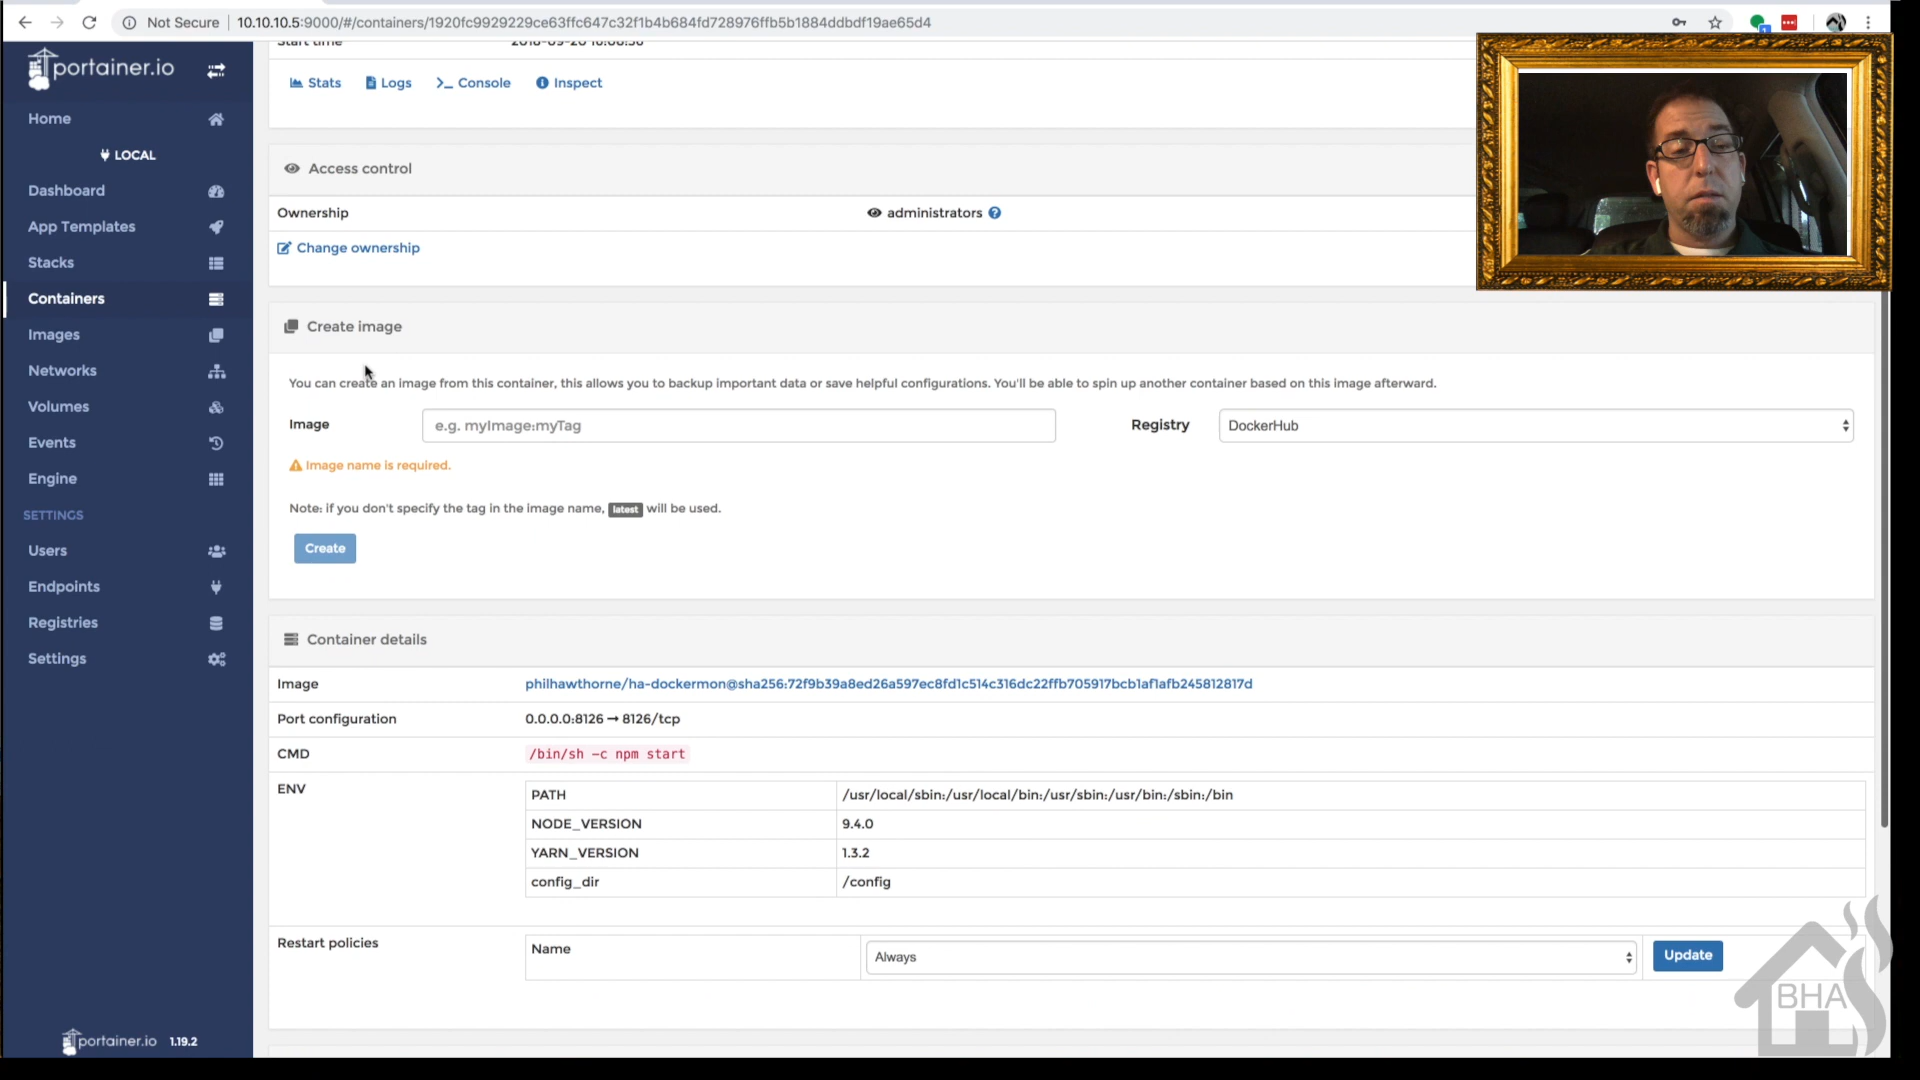 Not Secure
10.10.10.5:9000/#/containers/1920fc9929229ce63ffc647c32f1b4b684fd728976ffb5b1884ddbdf19ae65d4
portainer.io
Home
LOCAL
Dashboard
App Templates
Stacks
Containers
Images
Networks
Volumes
Events
Engine
SETTINGS
Users
Endpoints
Registries
Settings
portainer.io 1.19.2
Start time
Stats Logs >_ Console Inspect
Access control
Ownership administrators
Change ownership
Create image
You can create an image from this container, this allows you to backup important data or save helpful configurations. You'll be able to spin up another container based on this image afterward.
Image e.g. myImage:myTag Registry DockerHub
Image name is required.
Note: if you don't specify the tag in the image name, latest will be used.
Create
Container details
Image philhawthorne/ha-dockermon@sha256:72f9b39a8ed26a597ec8fd1c514c316dc22ffb705917bcb1af1afb245812817d
Port configuration 0.0.0.0:8126 → 8126/tcp
CMD /bin/sh -c npm start
ENV
PATH /usr/local/sbin:/usr/local/bin:/usr/sbin:/usr/bin:/sbin:/bin
NODE_VERSION 9.4.0
YARN_VERSION 1.3.2
config_dir /config
Restart policies Name Always Update
BHA